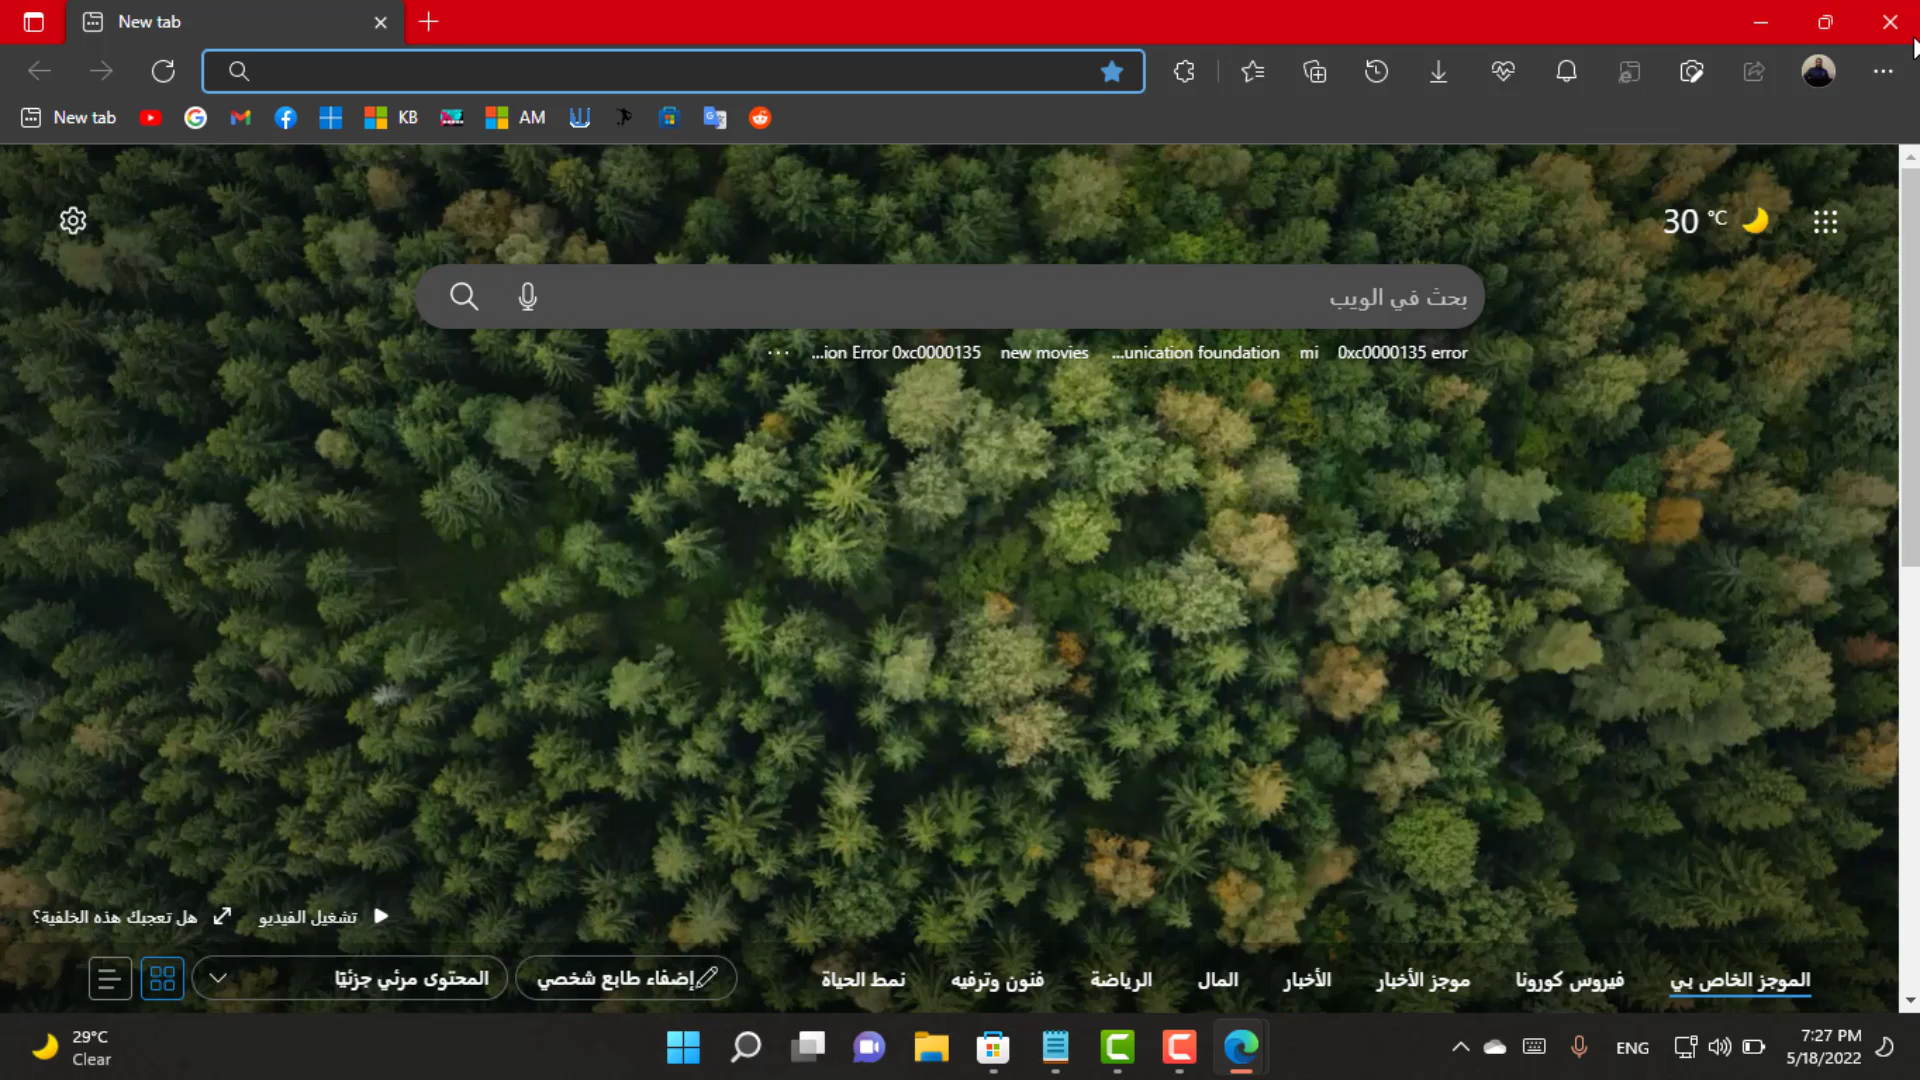 New tab
New tab
KB
AM
30 °C
بحث في الويب
0xc0000135 error
mi
...unication foundation
new movies
...ion Error 0xc0000135
...
تشغيل الفيديو
هل تعجبك هذه الخلفية؟
الموجز الخاص بي
فيروس كورونا
موجز الأخبار
الأخبار
المال
الرياضة
فنون وترفيه
نمط الحياة
إضفاء طابع شخصي
المحتوى مرئي جزئيًا
29°C
Clear
ENG
7:27 PM
5/18/2022